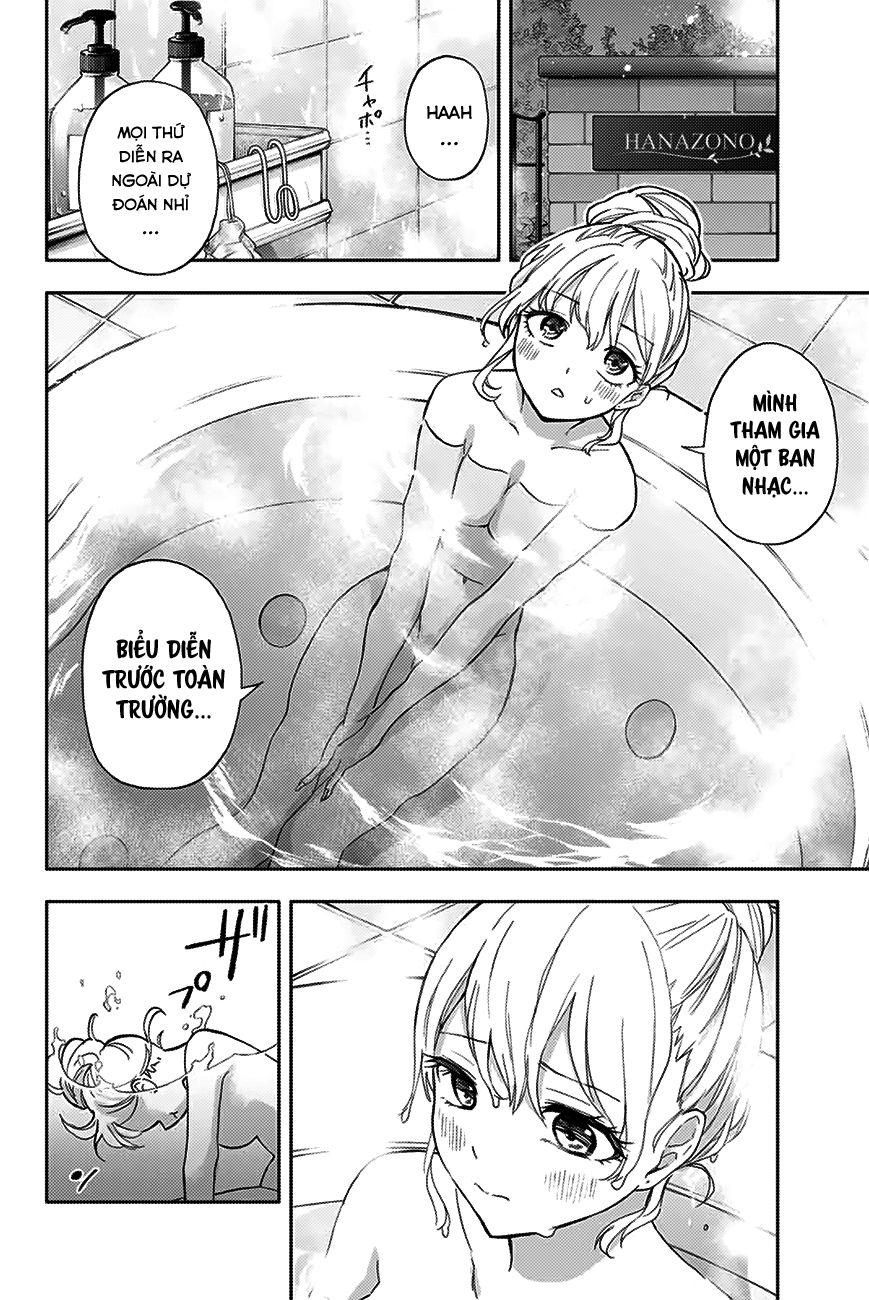 HANAZONO
HAAH
...
チャポ…
MỌI THỨ
DIỄN RA
NGOÀI DỰ
ĐOÁN NHỈ
...
MÌNH
THAM GIA
MỘT BAN
NHẠC...
BIỂU DIỄN
TRƯỚC TOÀN
TRƯỜNG...
ザプッ